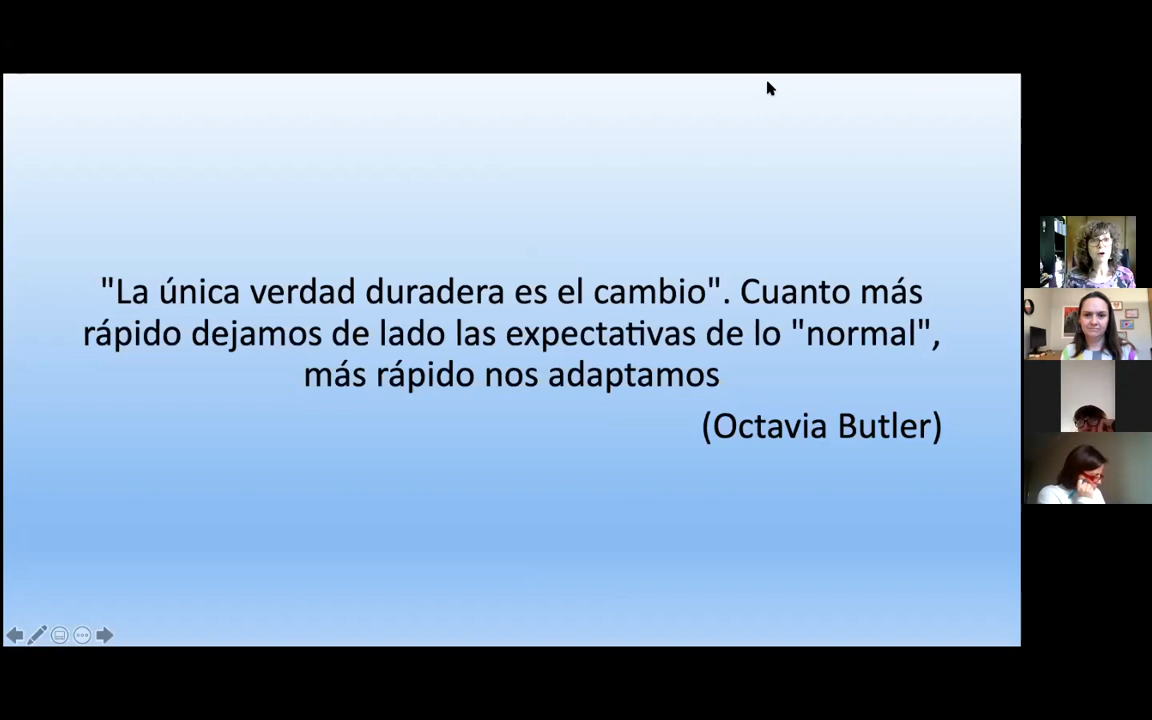 "La única verdad duradera es el cambio". Cuanto más
rápido dejamos de lado las expectativas de lo "normal",
más rápido nos adaptamos
(Octavia Butler)